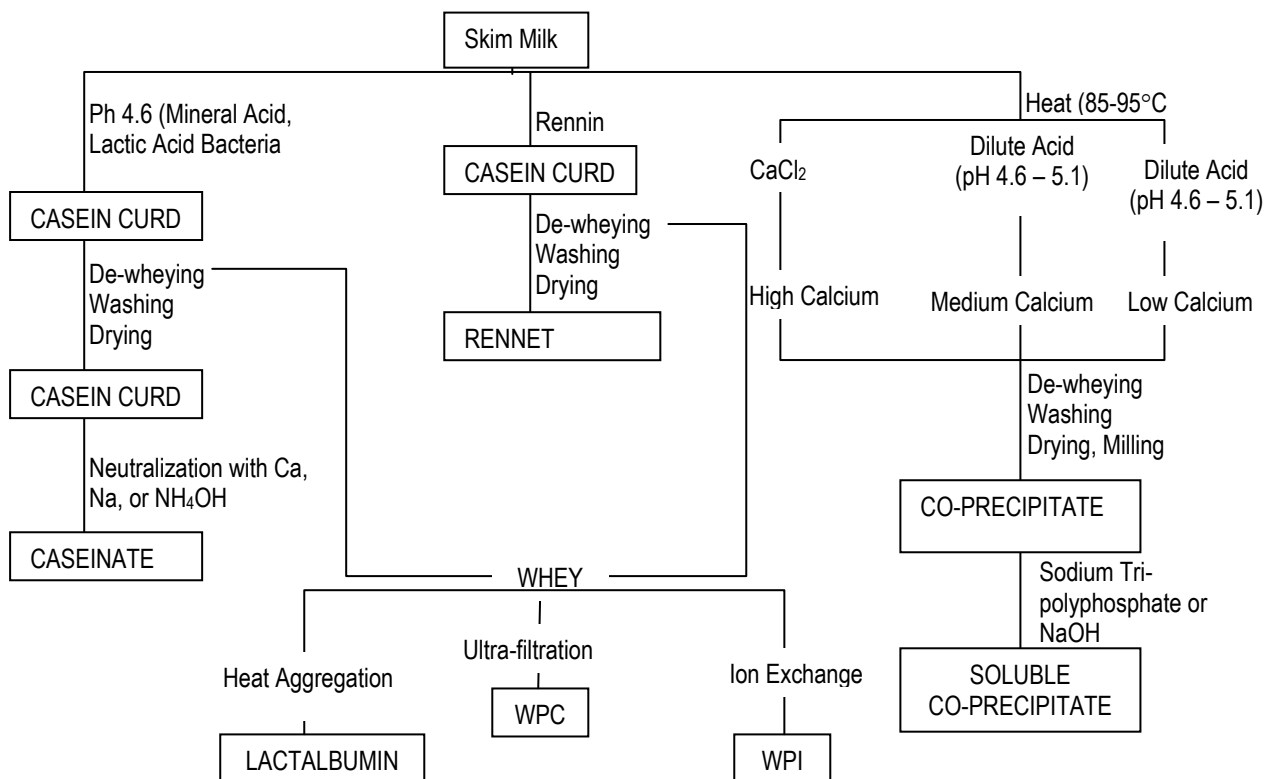 Skim Milk
Ph 4.6 (Mineral Acid,
Lactic Acid Bacteria
Rennin
Heat (85-95°C
CASEIN CURD
CASEIN CURD
CaCl₂
Dilute Acid
(pH 4.6 – 5.1)
Dilute Acid
(pH 4.6 – 5.1)
De-wheying
Washing
Drying
De-wheying
Washing
Drying
High Calcium
Medium Calcium
Low Calcium
RENNET
CASEIN CURD
De-wheying
Washing
Drying, Milling
Neutralization with Ca,
Na, or NH₄OH
CO-PRECIPITATE
CASEINATE
WHEY
Sodium Tri-
polyphosphate or
NaOH
Heat Aggregation
Ultra-filtration
Ion Exchange
SOLUBLE
CO-PRECIPITATE
LACTALBUMIN
WPC
WPI